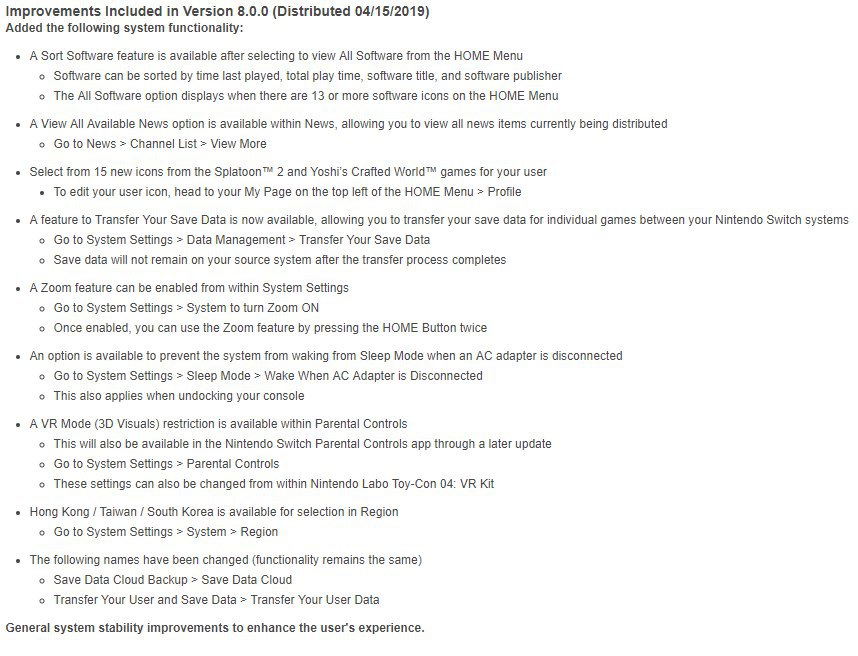 Improvements Included in Version 8.0.0 (Distributed 04/15/2019)
Added the following system functionality:
A Sort Software feature is available after selecting to view All Software from the HOME Menu
Software can be sorted by time last played, total play time, software title, and software publisher
The All Software option displays when there are 13 or more software icons on the HOME Menu
A View All Available News option is available within News, allowing you to view all news items currently being distributed
Go to News > Channel List > View More
Select from 15 new icons from the Splatoon™ 2 and Yoshi's Crafted World™ games for your user
To edit your user icon, head to your My Page on the top left of the HOME Menu > Profile
A feature to Transfer Your Save Data is now available, allowing you to transfer your save data for individual games between your Nintendo Switch systems
Go to System Settings > Data Management > Transfer Your Save Data
Save data will not remain on your source system after the transfer process completes
A Zoom feature can be enabled from within System Settings
Go to System Settings > System to turn Zoom ON
Once enabled, you can use the Zoom feature by pressing the HOME Button twice
An option is available to prevent the system from waking from Sleep Mode when an AC adapter is disconnected
Go to System Settings > Sleep Mode > Wake When AC Adapter is Disconnected
This also applies when undocking your console
A VR Mode (3D Visuals) restriction is available within Parental Controls
This will also be available in the Nintendo Switch Parental Controls app through a later update
Go to System Settings > Parental Controls
These settings can also be changed from within Nintendo Labo Toy-Con 04: VR Kit
Hong Kong / Taiwan / South Korea is available for selection in Region
Go to System Settings > System > Region
The following names have been changed (functionality remains the same)
Save Data Cloud Backup > Save Data Cloud
Transfer Your User and Save Data > Transfer Your User Data
General system stability improvements to enhance the user's experience.